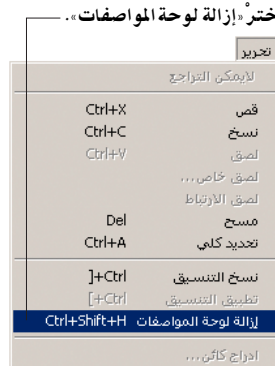 ختر ْ«إزالة لوحة المواصفات».
تحرير
لايمكن التراجع
قص Ctrl+X
نسخ Ctrl+C
لصق Ctrl+V
لصق خاص...
لصق الارتباط
مسح Del
تحديد كلي Ctrl+A
نسخ التنسيق Ctrl+[
تطبيق التنسيق Ctrl+]
إزالة لوحة المواصفات Ctrl+Shift+H
ادراج كائن...